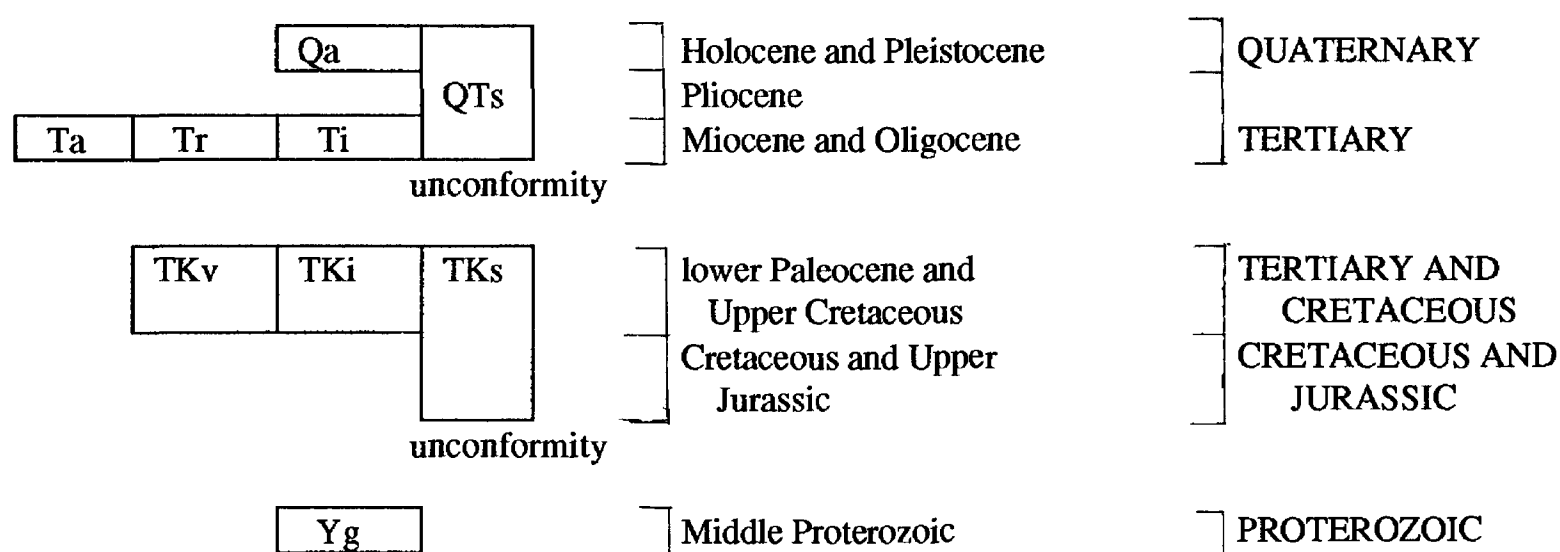 Qa Holocene and Pleistocene QUATERNARY
QTs Pliocene
Ta Tr Ti Miocene and Oligocene TERTIARY
unconformity
TKv TKi TKs lower Paleocene and TERTIARY AND
Upper Cretaceous CRETACEOUS
Cretaceous and Upper CRETACEOUS AND
Jurassic JURASSIC
unconformity
Yg Middle Proterozoic PROTEROZOIC